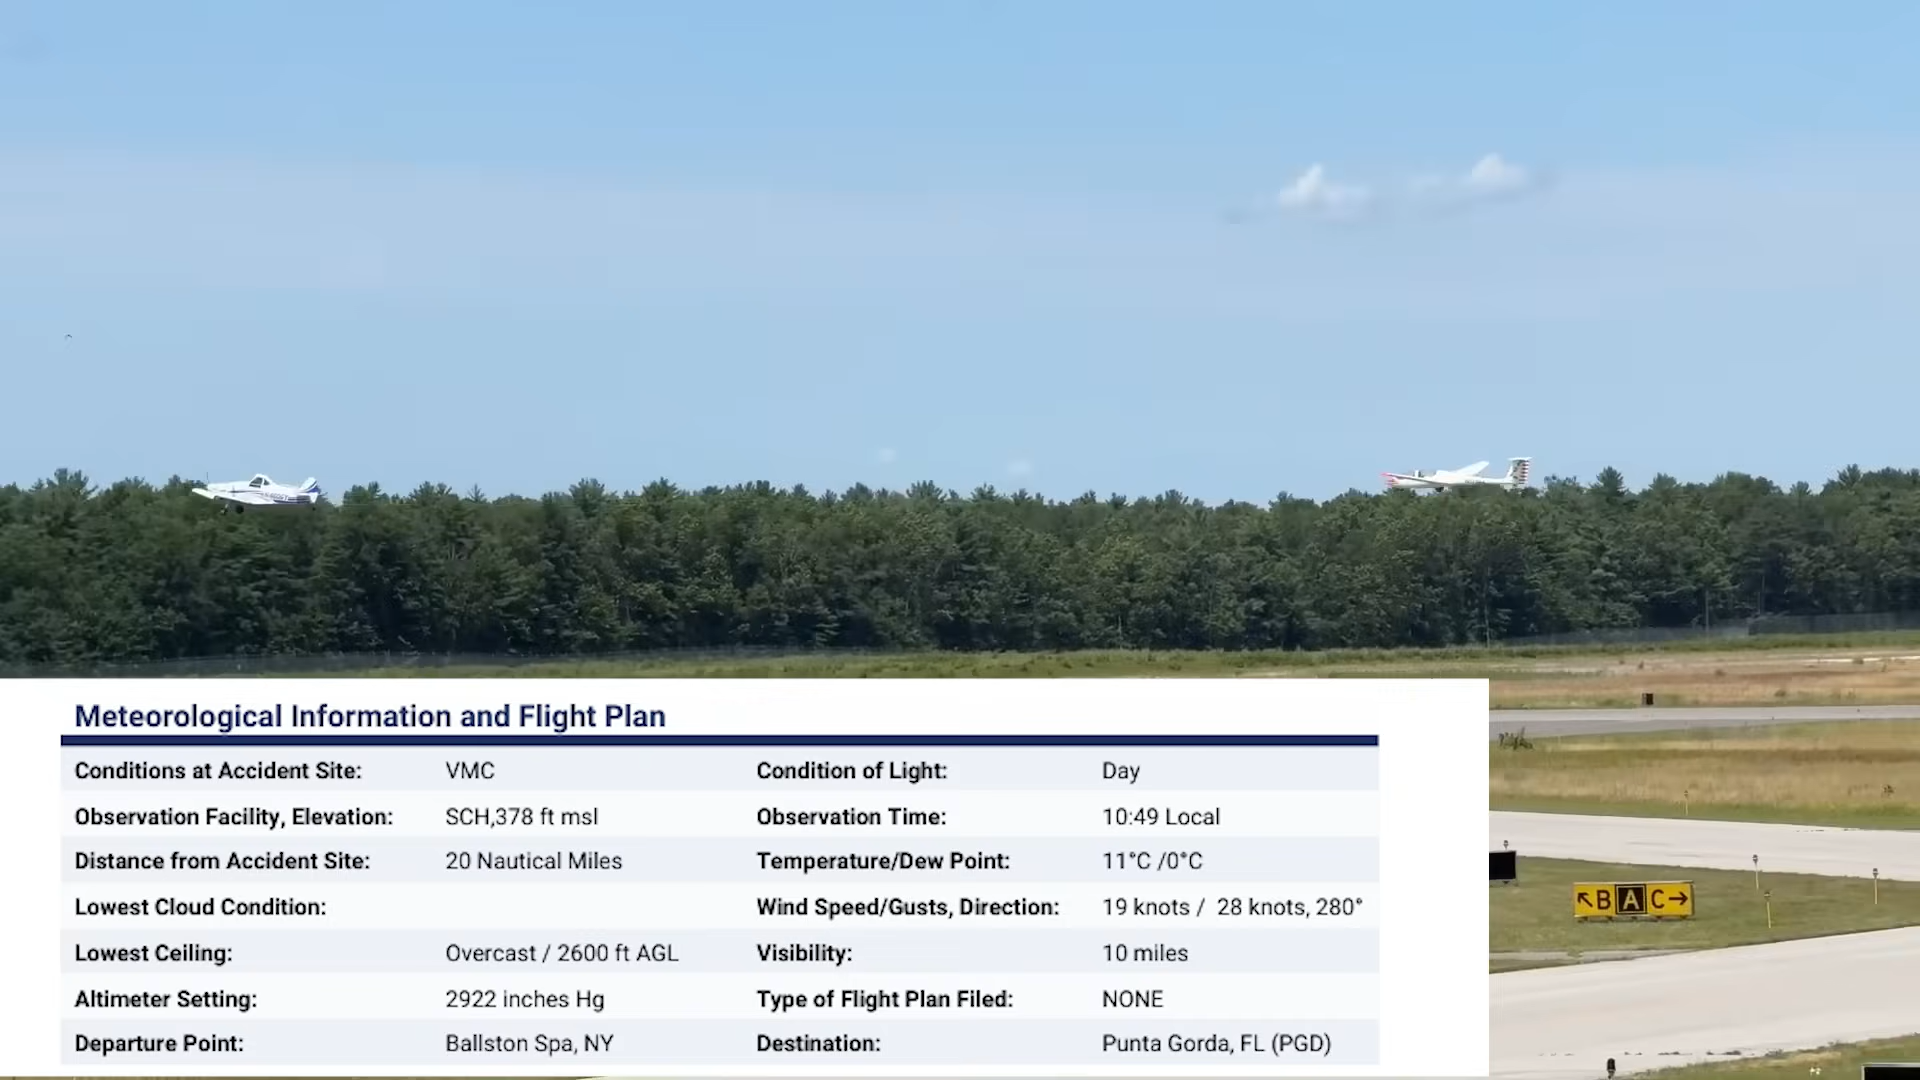 Meteorological Information and Flight Plan
Conditions at Accident Site: VMC Condition of Light: Day
Observation Facility, Elevation: SCH,378 ft msl Observation Time: 10:49 Local
Distance from Accident Site: 20 Nautical Miles Temperature/Dew Point: 11°C /0°C
Lowest Cloud Condition: Wind Speed/Gusts, Direction: 19 knots / 28 knots, 280°
Lowest Ceiling: Overcast / 2600 ft AGL Visibility: 10 miles
Altimeter Setting: 2922 inches Hg Type of Flight Plan Filed: NONE
Departure Point: Ballston Spa, NY Destination: Punta Gorda, FL (PGD)
↖B A C→